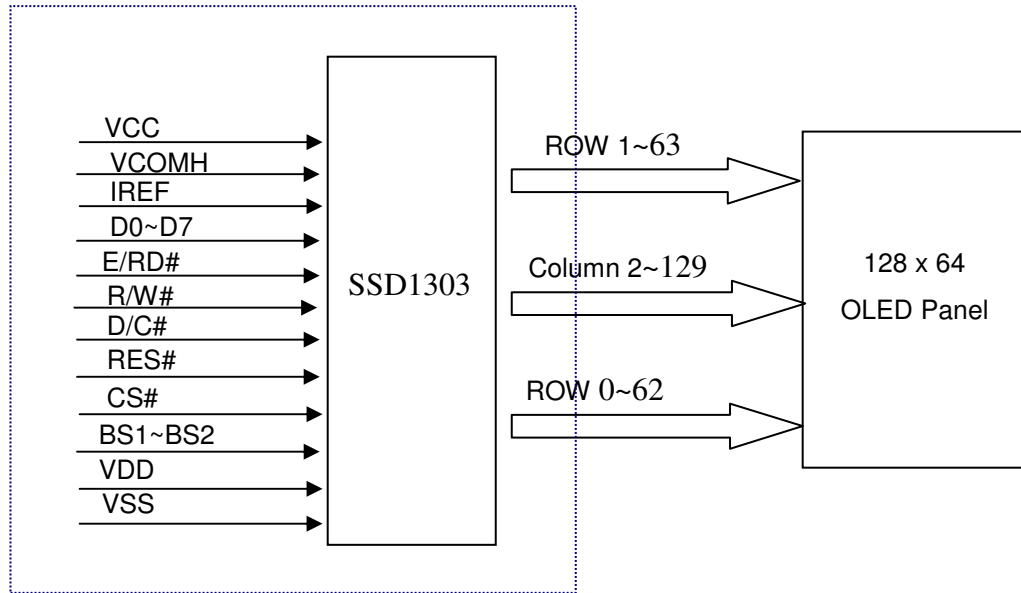 VCC
VCOMH
IREF
D0~D7
E/RD#
R/W#
D/C#
RES#
CS#
BS1~BS2
VDD
VSS
SSD1303
ROW 1~63
Column 2~129
ROW 0~62
128 x 64
OLED Panel